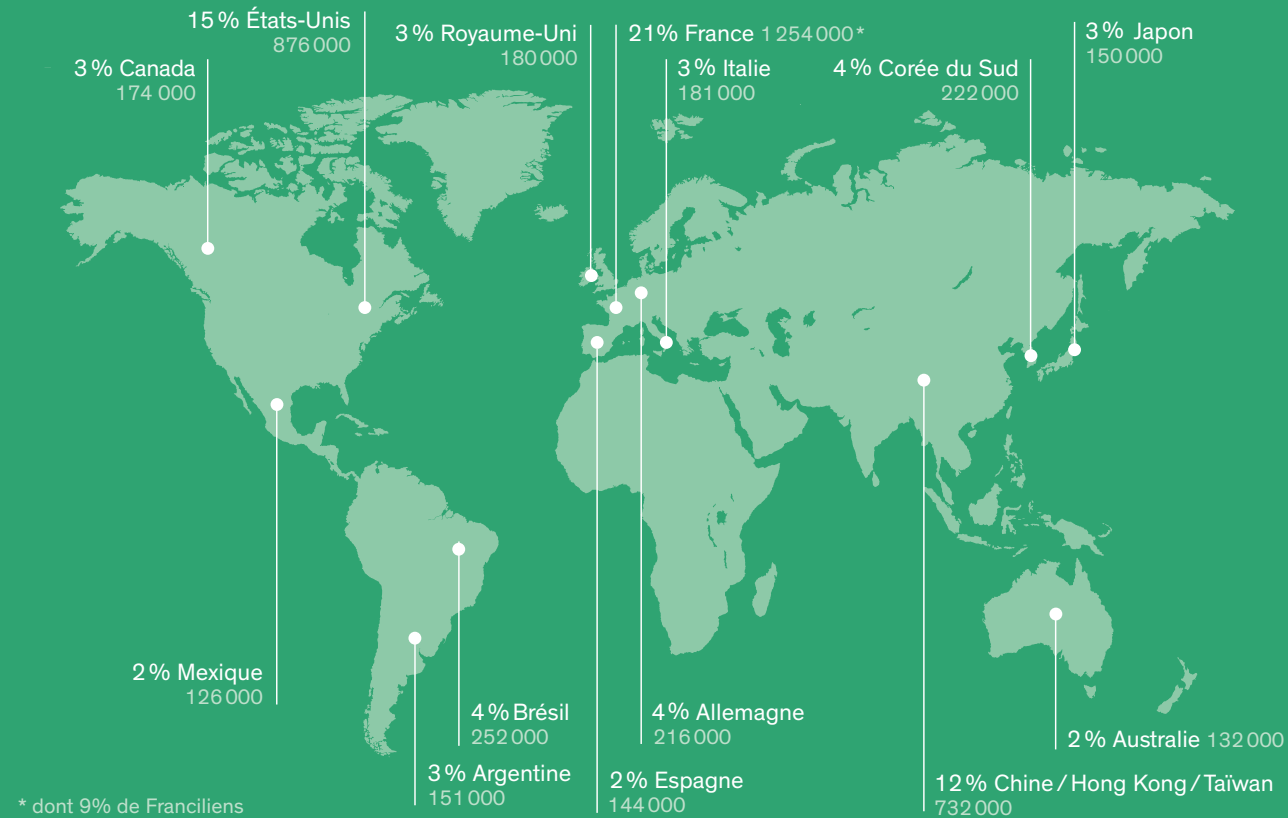 15 % États-Unis
876 000
3 % Royaume-Uni
180 000
21% France 1 254 000*
3 % Japon
150 000
3 % Canada
174 000
3 % Italie
181 000
4 % Corée du Sud
222 000
2 % Mexique
126 000
4 % Brésil
252 000
4 % Allemagne
216 000
2 % Australie 132 000
3 % Argentine
151 000
2 % Espagne
144 000
12 % Chine / Hong Kong / Taïwan
732 000
* dont 9% de Franciliens